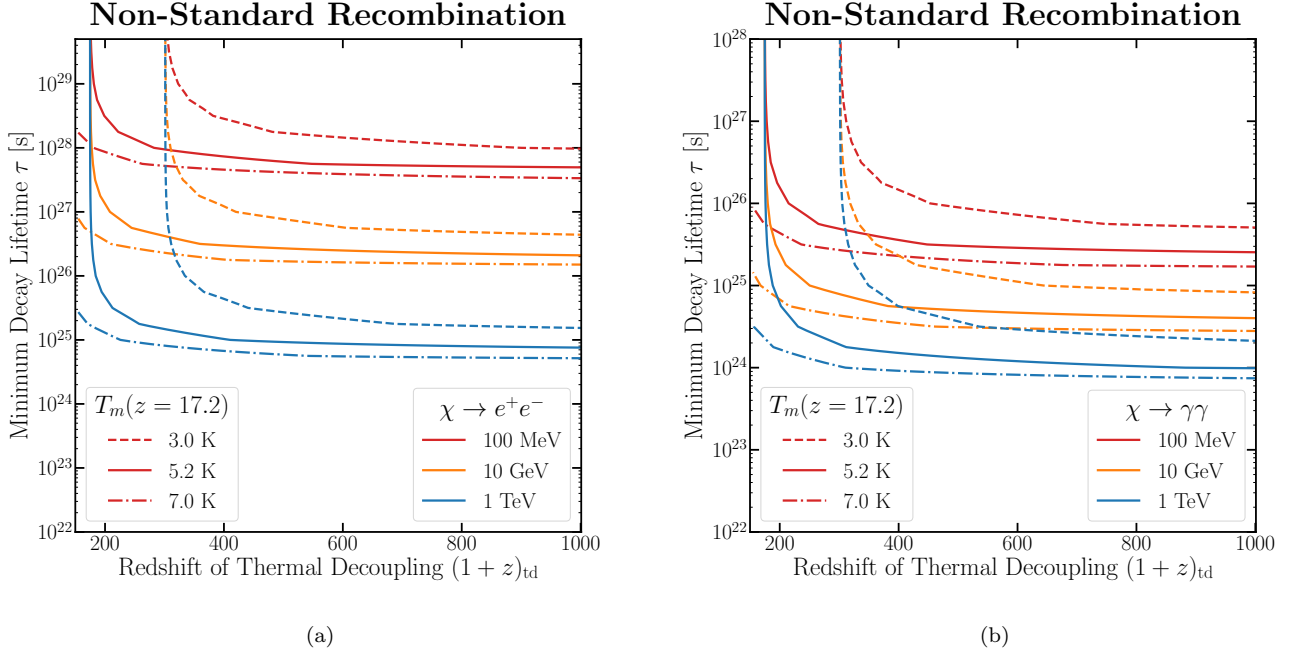 Non-Standard Recombination
Minimum Decay Lifetime τ [s]
10^29
10^28
10^27
10^26
10^25
10^24
10^23
10^22
T_m(z = 17.2)
3.0 K
5.2 K
7.0 K
χ → e^+e^-
100 MeV
10 GeV
1 TeV
200 400 600 800 1000
Redshift of Thermal Decoupling (1 + z)_td
(a)
Non-Standard Recombination
Minimum Decay Lifetime τ [s]
10^28
10^27
10^26
10^25
10^24
10^23
10^22
T_m(z = 17.2)
3.0 K
5.2 K
7.0 K
χ → γγ
100 MeV
10 GeV
1 TeV
200 400 600 800 1000
Redshift of Thermal Decoupling (1 + z)_td
(b)